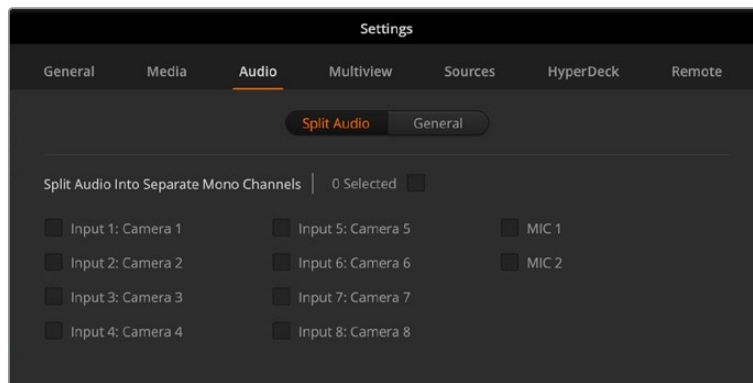 Settings
General Media Audio Multiview Sources HyperDeck Remote
Split Audio General
Split Audio Into Separate Mono Channels 0 Selected
Input 1: Camera 1 Input 5: Camera 5 MIC 1
Input 2: Camera 2 Input 6: Camera 6 MIC 2
Input 3: Camera 3 Input 7: Camera 7
Input 4: Camera 4 Input 8: Camera 8